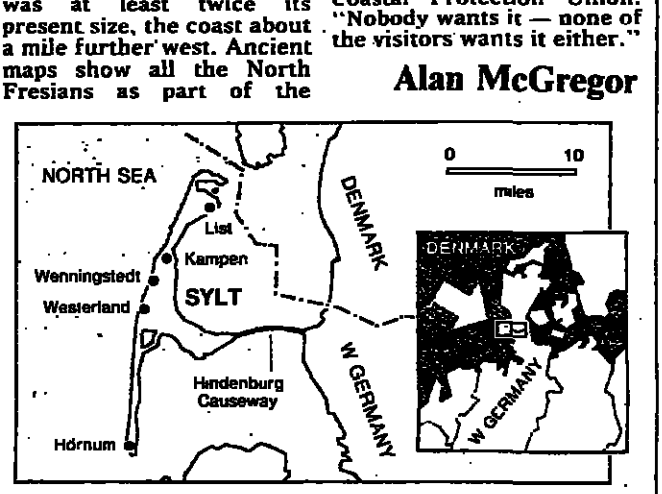 was at least twice its
present size, the coast about
a mile further west. Ancient
maps show all the North
Fresians as part of the
Coastal Protection Union.
"Nobody wants it — none of
the visitors wants it either."
Alan McGregor
NORTH SEA
0 10
miles
DENMARK
List
Kampen
Wenningstedt
SYLT
Westerland
Hindenburg
Causeway
W GERMANY
Hörnum
DENMARK
W GERMANY